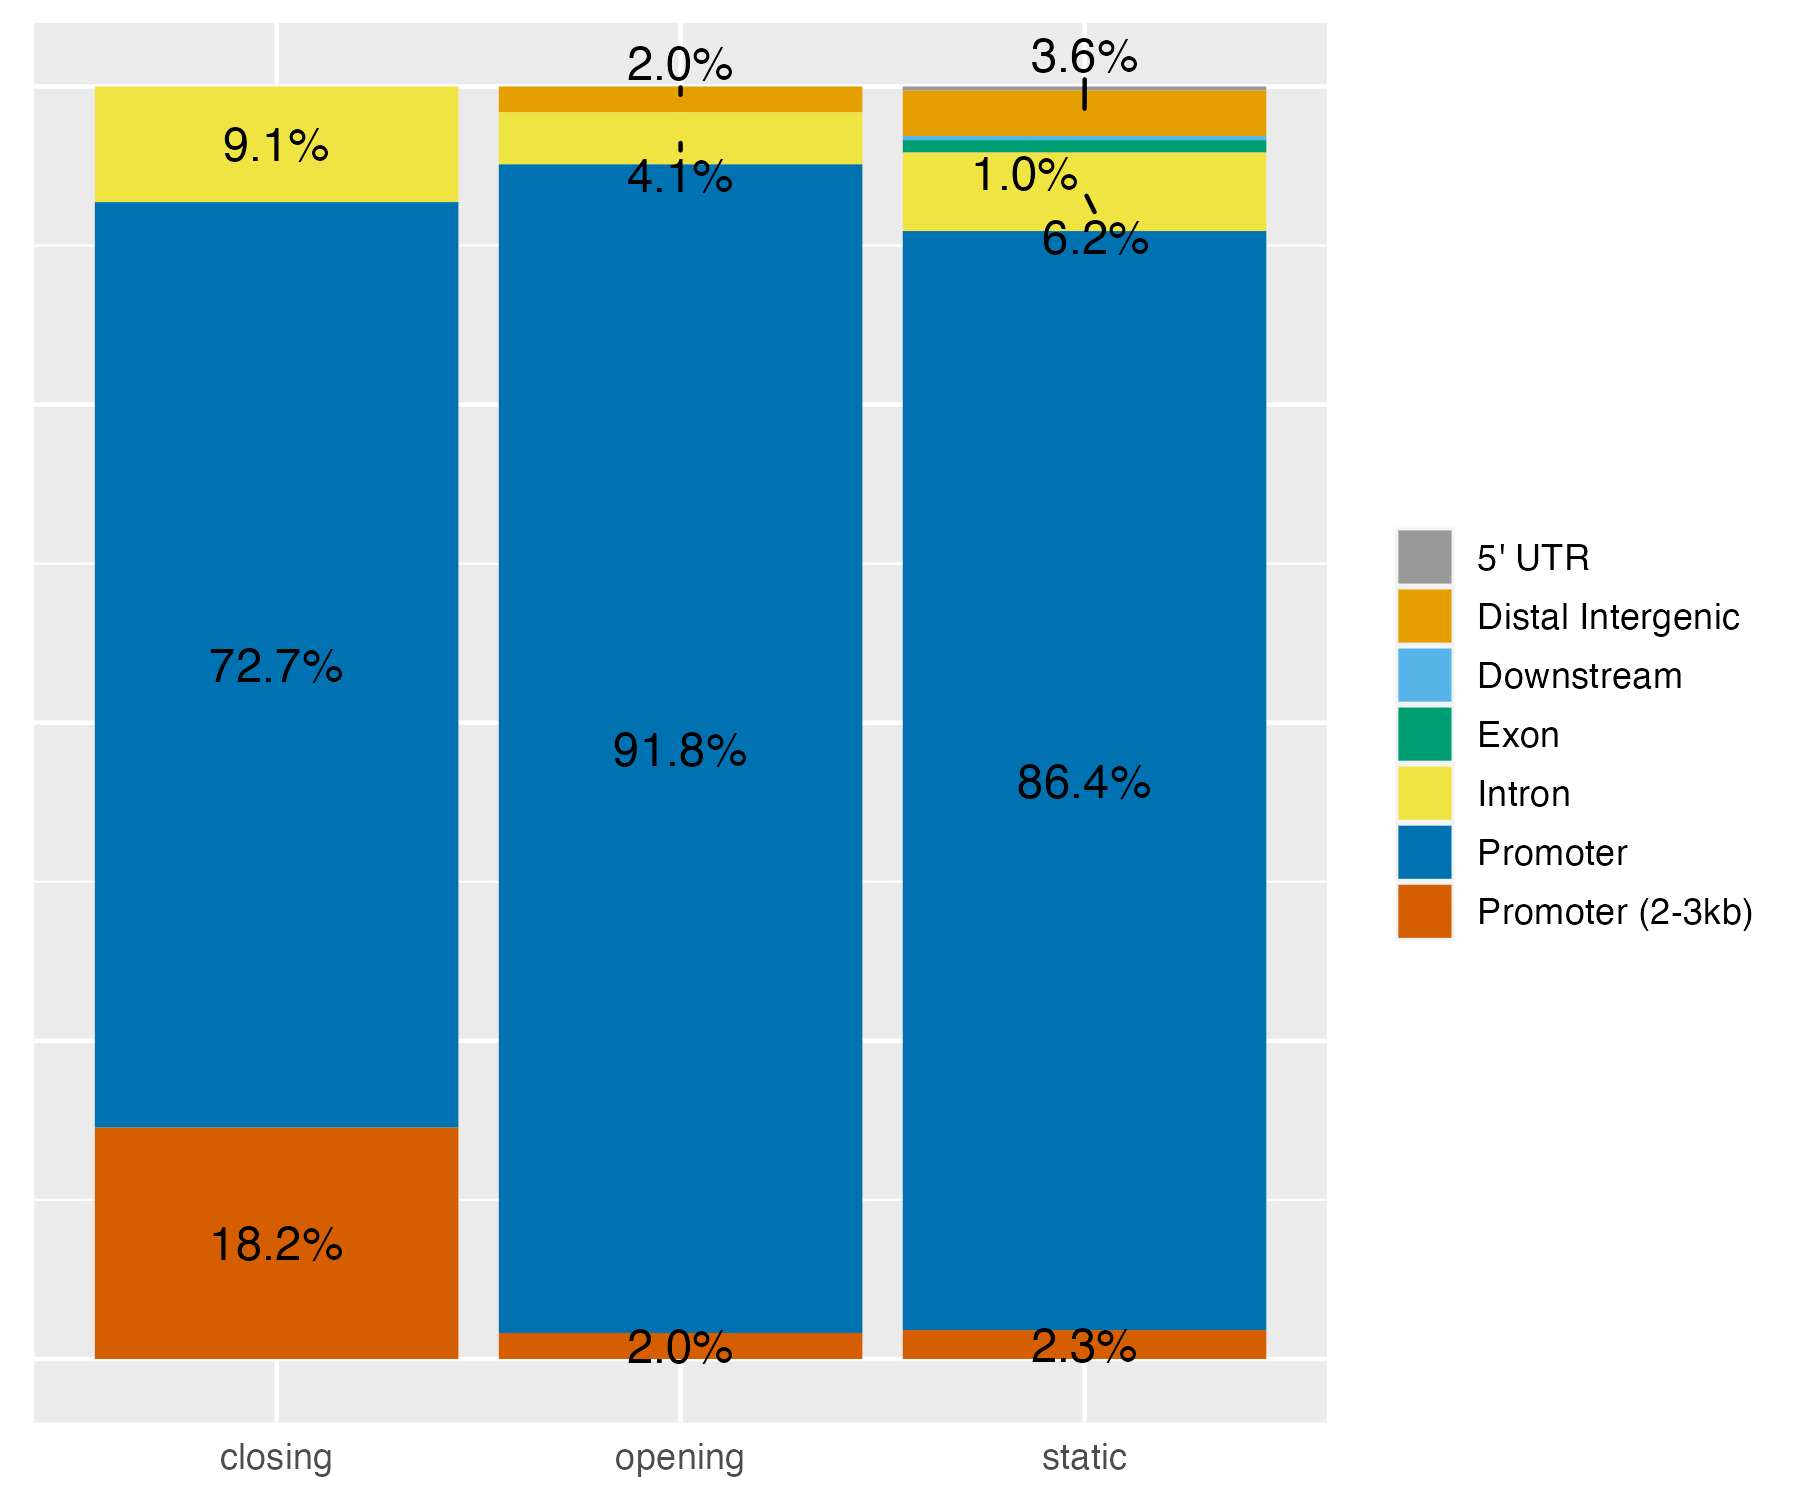 2.0%
3.6%
9.1%
4.1%
1.0%
6.2%
72.7%
91.8%
86.4%
18.2%
2.0%
2.3%
closing
opening
static
5' UTR
Distal Intergenic
Downstream
Exon
Intron
Promoter
Promoter (2-3kb)